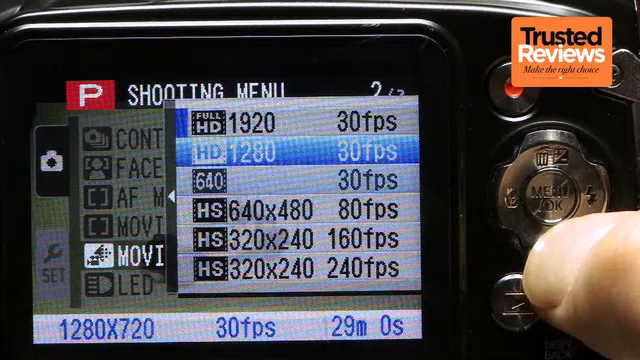 Trusted
Reviews
Make the right choice
P SHOOTING MENU
CONT
FACE
AF M
MOVI
MOVI
LED
SET
FULL HD 1920 30fps
HD 1280 30fps
640 30fps
HS 640x480 80fps
HS 320x240 160fps
HS 320x240 240fps
1280X720 30fps 29m 0s
MENU
/OK
DISP
BACK